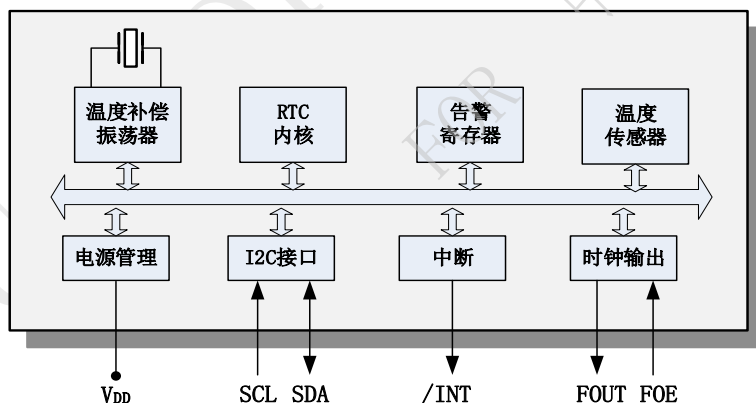 温度补偿
振荡器
RTC
内核
告警
寄存器
温度
传感器
电源管理
I2C接口
中断
时钟输出
VDD
SCL SDA
/INT
FOUT FOE
FOR